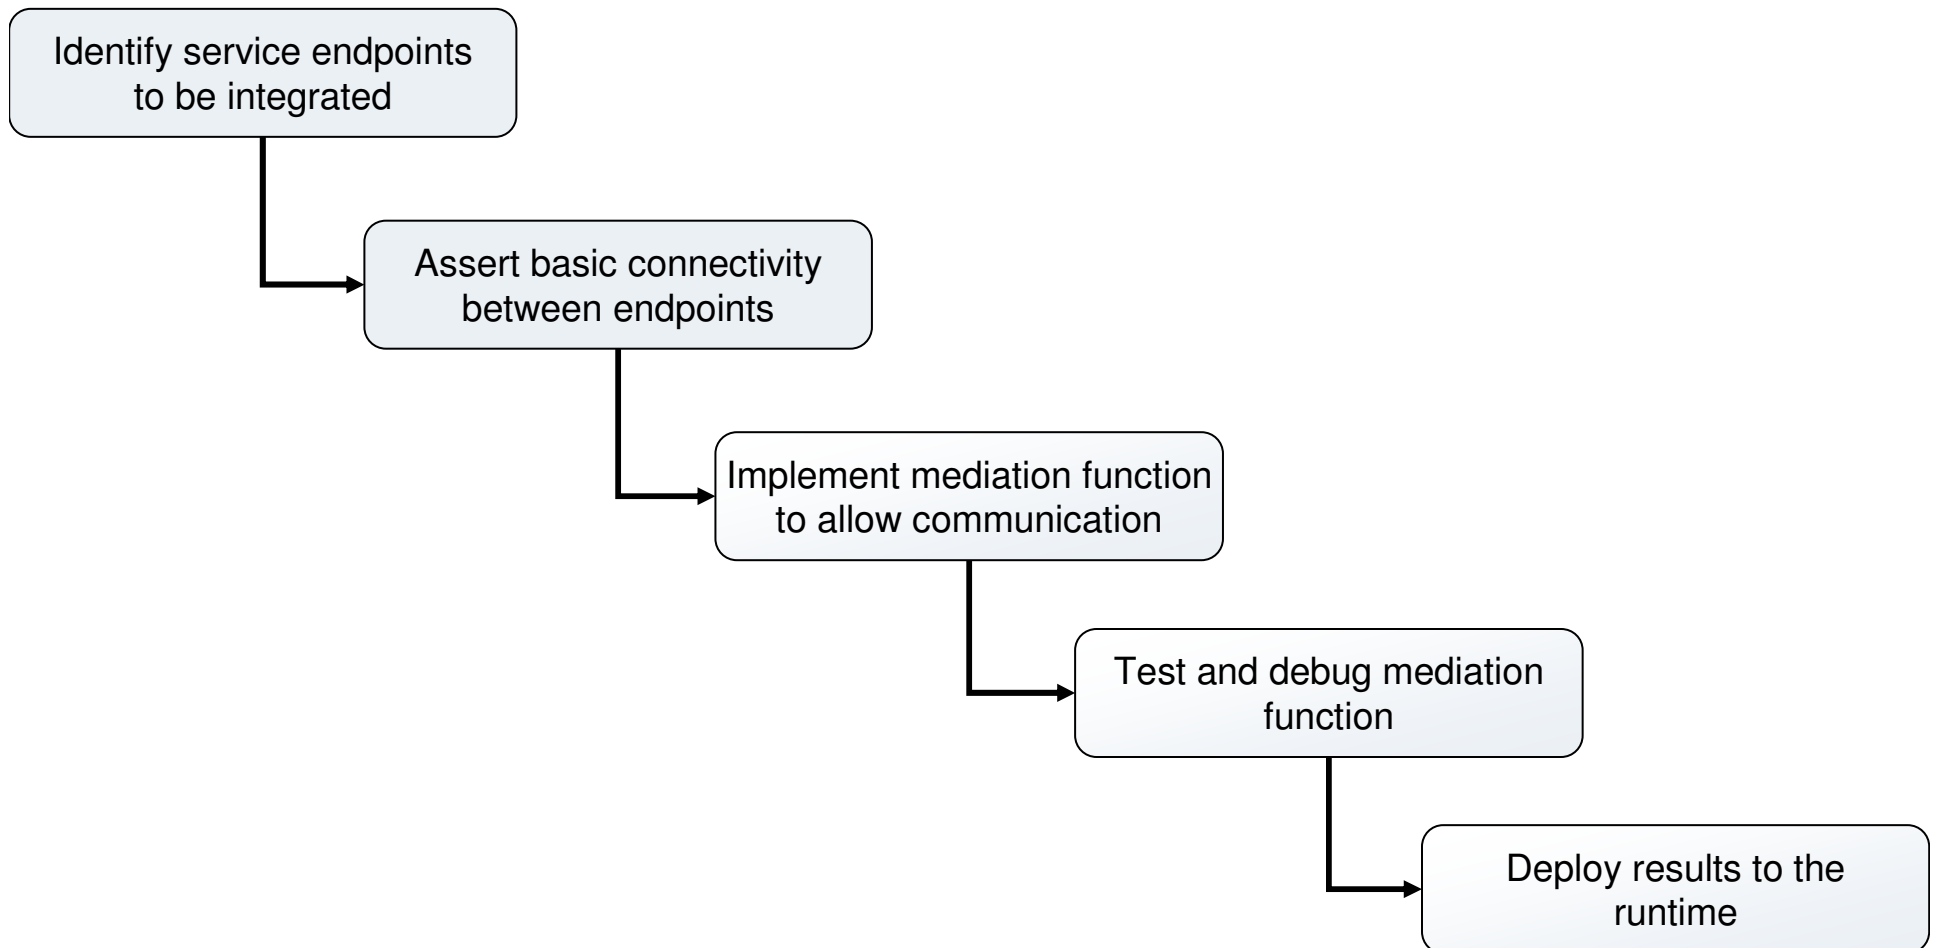 Identify service endpoints
to be integrated
Assert basic connectivity
between endpoints
Implement mediation function
to allow communication
Test and debug mediation
function
Deploy results to the
runtime